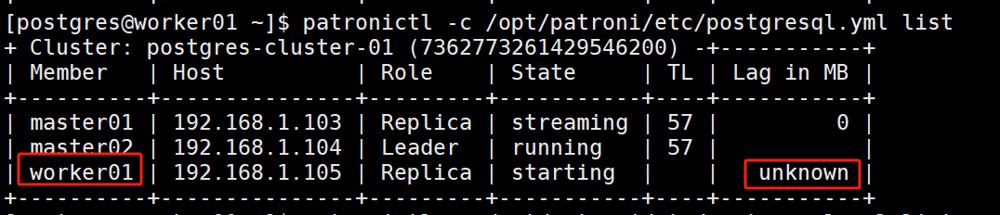 [postgres@worker01 ~]$ patronictl -c /opt/patroni/etc/postgresql.yml list
+ Cluster: postgres-cluster-01 (7362773261429546200) -+-----------+
| Member   | Host          | Role    | State     | TL | Lag in MB |
+----------+---------------+---------+-----------+----+-----------+
| master01 | 192.168.1.103 | Replica | streaming | 57 |         0 |
| master02 | 192.168.1.104 | Leader  | running   | 57 |           |
| worker01 | 192.168.1.105 | Replica | starting  |    |   unknown |
+----------+---------------+---------+-----------+----+-----------+